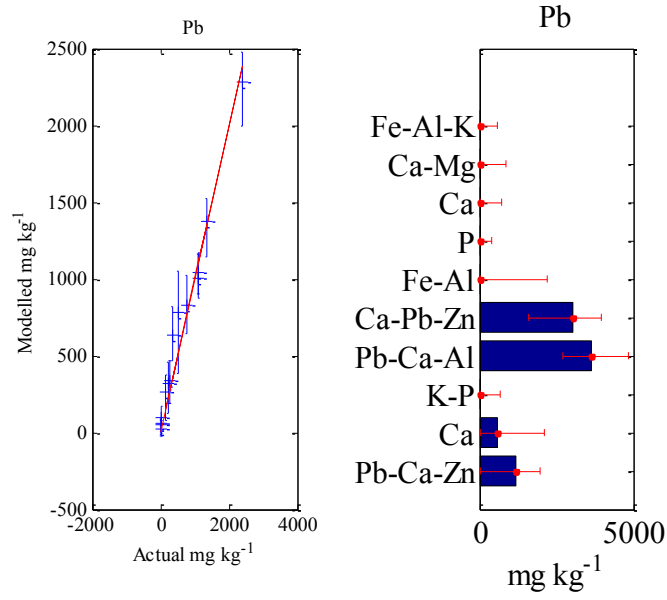 Pb
2500
2000
1500
1000
500
0
-500
-2000
0
2000
4000
Modelled mg kg⁻¹
Actual mg kg⁻¹
Pb
Fe-Al-K
Ca-Mg
Ca
P
Fe-Al
Ca-Pb-Zn
Pb-Ca-Al
K-P
Ca
Pb-Ca-Zn
0
5000
mg kg⁻¹